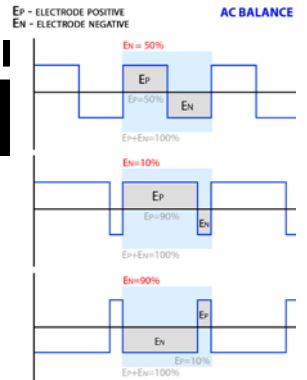 EP - ELECTRODE POSITIVE
EN - ELECTRODE NEGATIVE
AC BALANCE
EN = 50%
EP
EP=50%
EN
EP+EN=100%
EN=10%
EP
EP=90%
EN
EP+EN=100%
EN=90%
EP
EN
EP=10%
EP+EN=100%